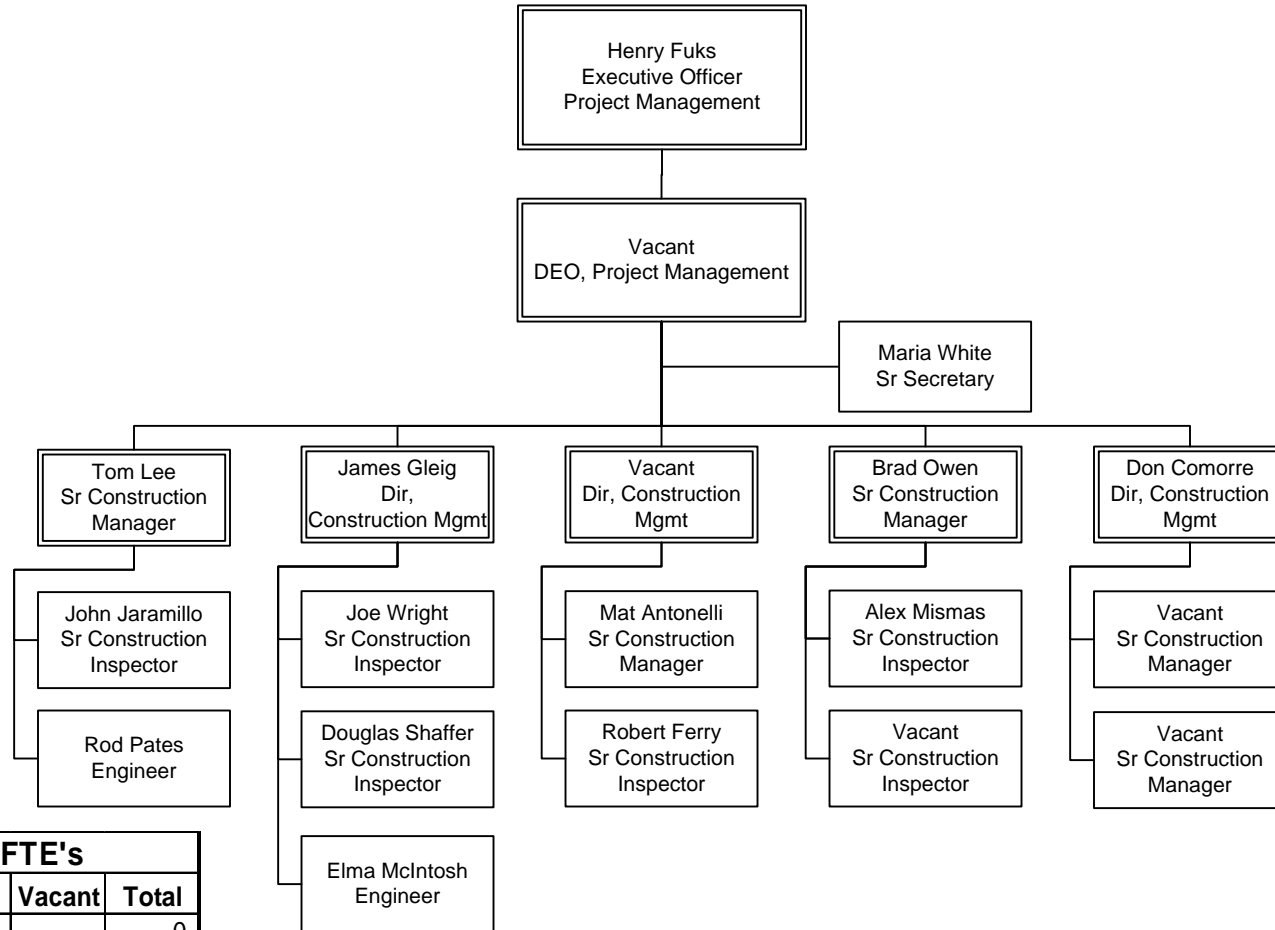 Henry Fuks
Executive Officer
Project Management
Vacant
DEO, Project Management
Maria White
Sr Secretary
Tom Lee
Sr Construction
Manager
James Gleig
Dir,
Construction Mgmt
Vacant
Dir, Construction
Mgmt
Brad Owen
Sr Construction
Manager
Don Comorre
Dir, Construction
Mgmt
John Jaramillo
Sr Construction
Inspector
Joe Wright
Sr Construction
Inspector
Mat Antonelli
Sr Construction
Manager
Alex Mismas
Sr Construction
Inspector
Vacant
Sr Construction
Manager
Rod Pates
Engineer
Douglas Shaffer
Sr Construction
Inspector
Robert Ferry
Sr Construction
Inspector
Vacant
Sr Construction
Inspector
Vacant
Sr Construction
Manager
Elma McIntosh
Engineer
FTE's
Vacant Total